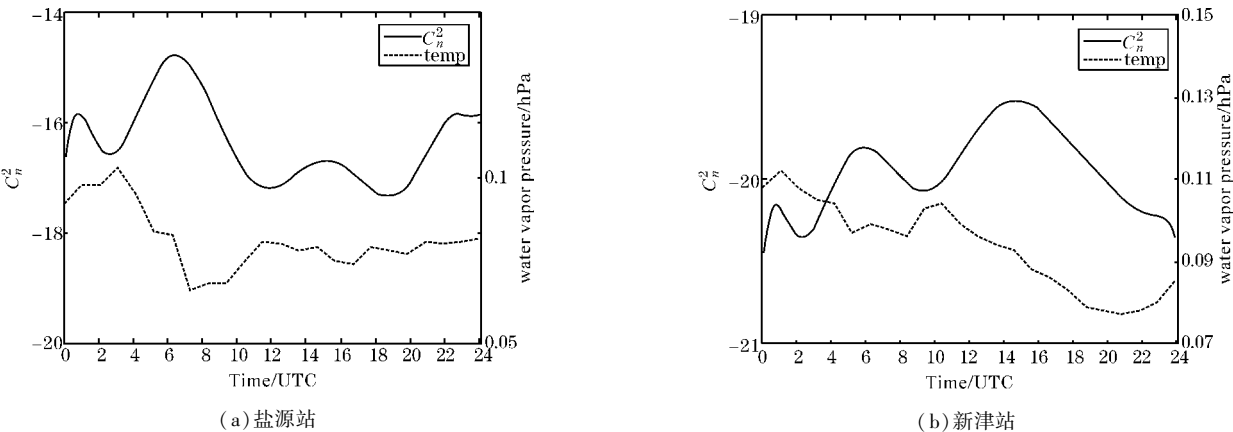 −14
−16
−18
−20
C_n^2
C_n^2
temp
0.1
0.05
water vapor pressure/hPa
0 2 4 6 8 10 12 14 16 18 20 22 24
Time/UTC
(a)盐源站
−19
−20
−21
C_n^2
C_n^2
temp
0.15
0.13
0.11
0.09
0.07
water vapor pressure/hPa
0 2 4 6 8 10 12 14 16 18 20 22 24
Time/UTC
(b)新津站